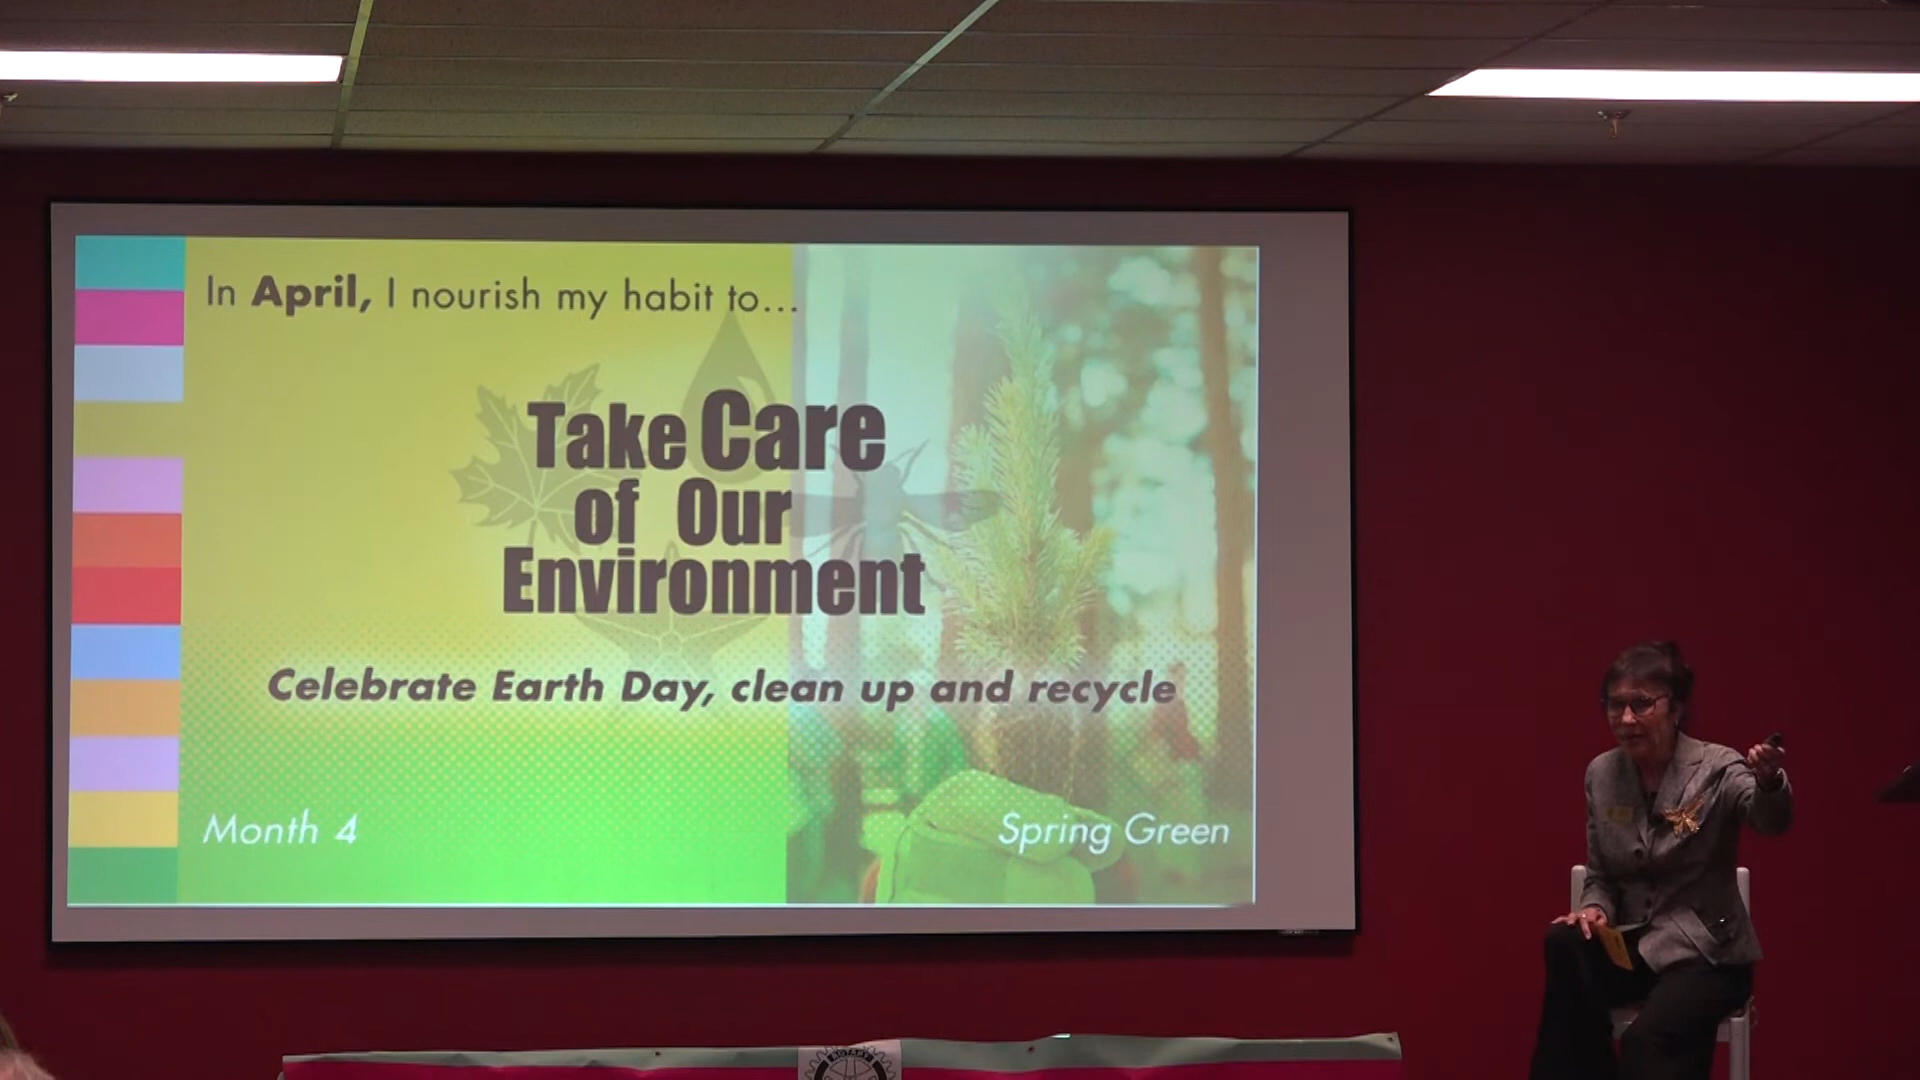 In April, I nourish my habit to...
Take Care
of Our
Environment
Celebrate Earth Day, clean up and recycle
Month 4
Spring Green
ROTARY